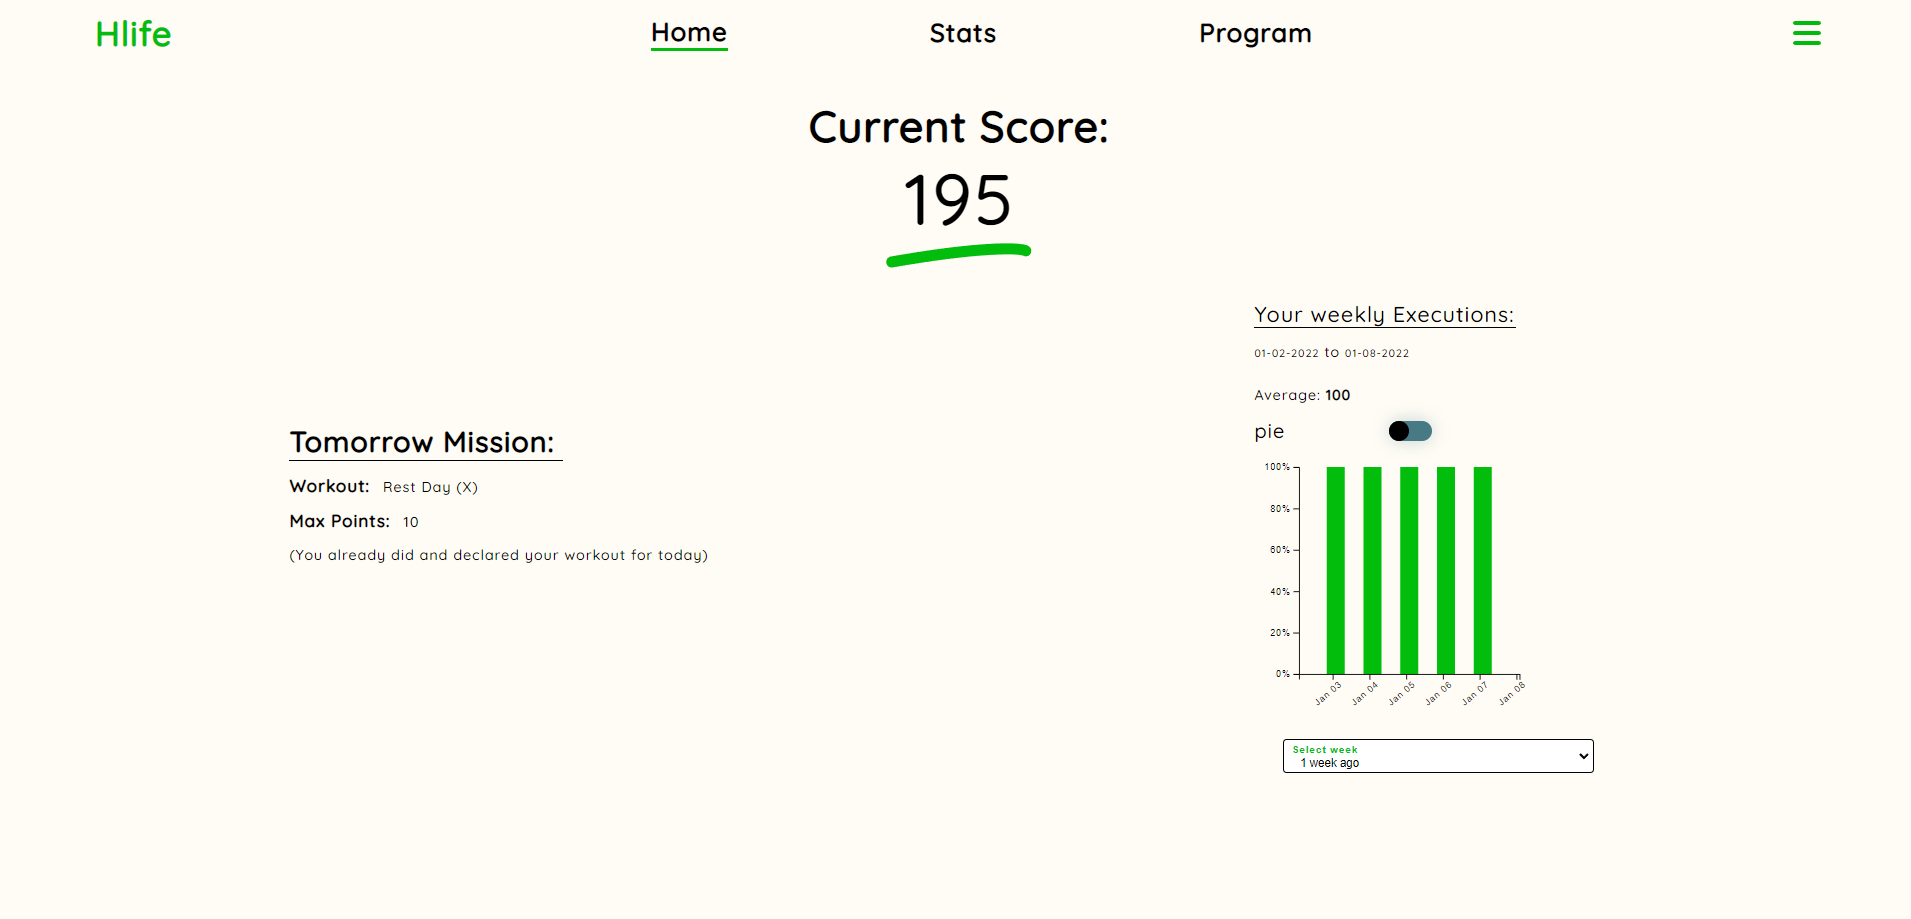 Hlife
Home
Stats
Program
Current Score:
195
Your weekly Executions:
01-02-2022 to 01-08-2022
Average: 100
pie
Tomorrow Mission:
Workout: Rest Day (X)
Max Points: 10
(You already did and declared your workout for today)
100%
80%
60%
40%
20%
0%
Jan 03
Jan 04
Jan 05
Jan 06
Jan 07
Jan 08
Select week
1 week ago